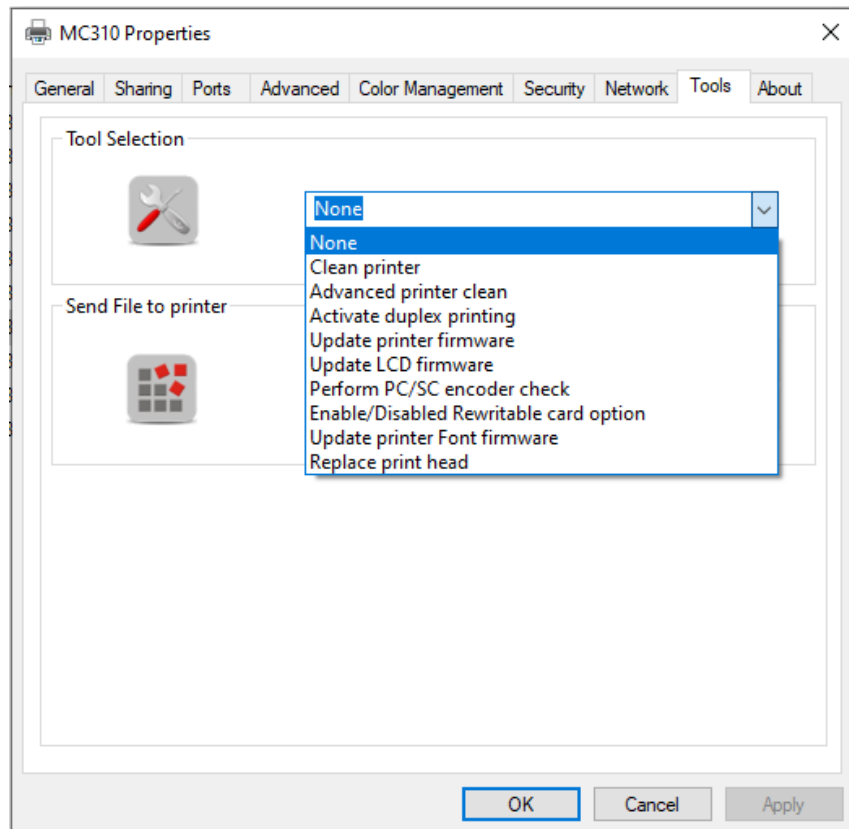 MC310 Properties
General Sharing Ports Advanced Color Management Security Network Tools About
Tool Selection
None
None
Clean printer
Advanced printer clean
Activate duplex printing
Send File to printer
Update printer firmware
Update LCD firmware
Perform PC/SC encoder check
Enable/Disabled Rewritable card option
Update printer Font firmware
Replace print head
OK Cancel Apply